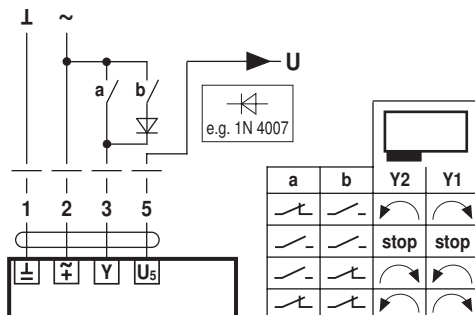 ⊥ ~
a b
U
e.g. 1N 4007
1 2 3 5
⊥ ~ + Y U5
a b Y2 Y1
stop stop